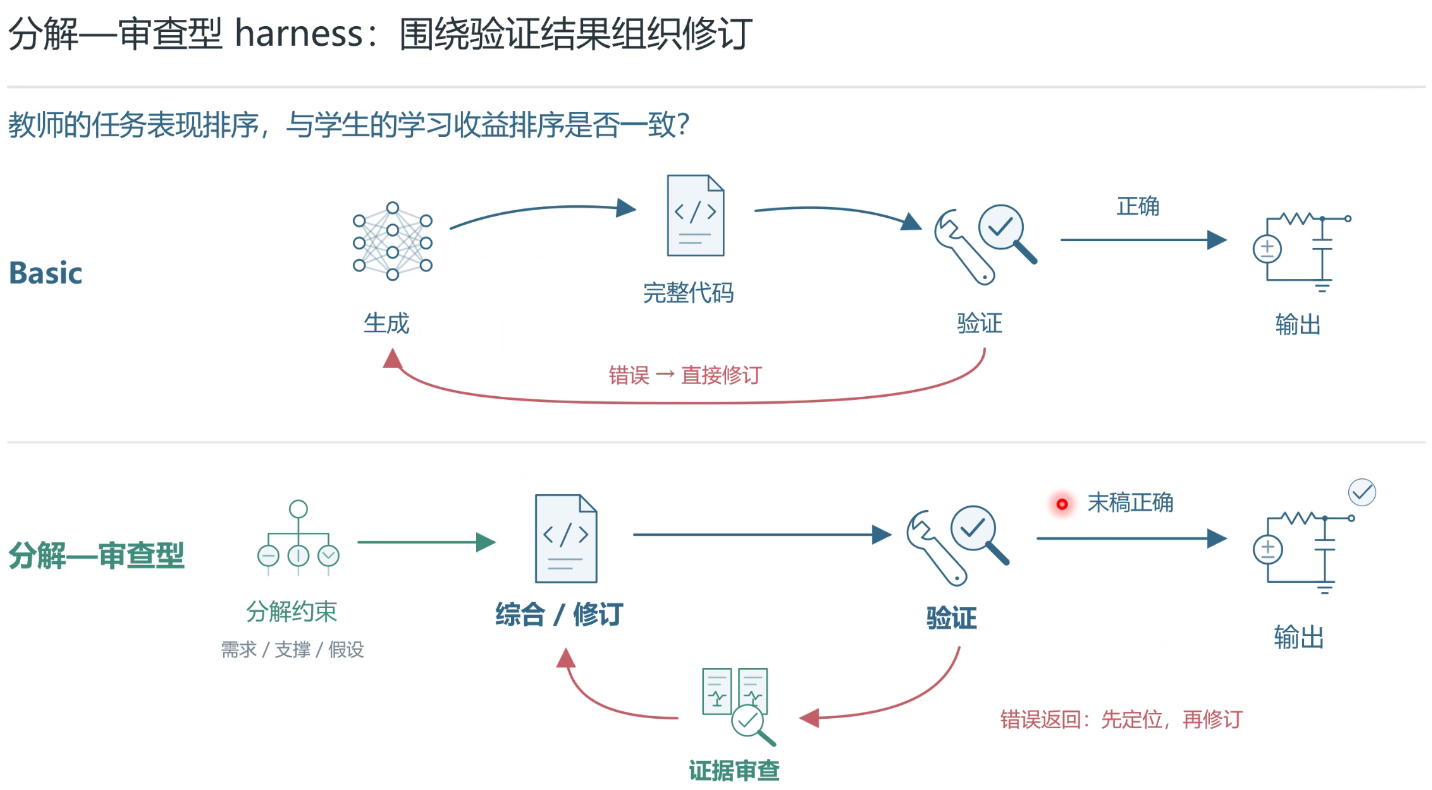 分解—审查型 harness：围绕验证结果组织修订
教师的任务表现排序，与学生的学习收益排序是否一致？
Basic
生成
完整代码
验证
正确
输出
错误 → 直接修订
分解—审查型
分解约束
需求 / 支撑 / 假设
综合 / 修订
验证
末稿正确
输出
证据审查
错误返回：先定位，再修订